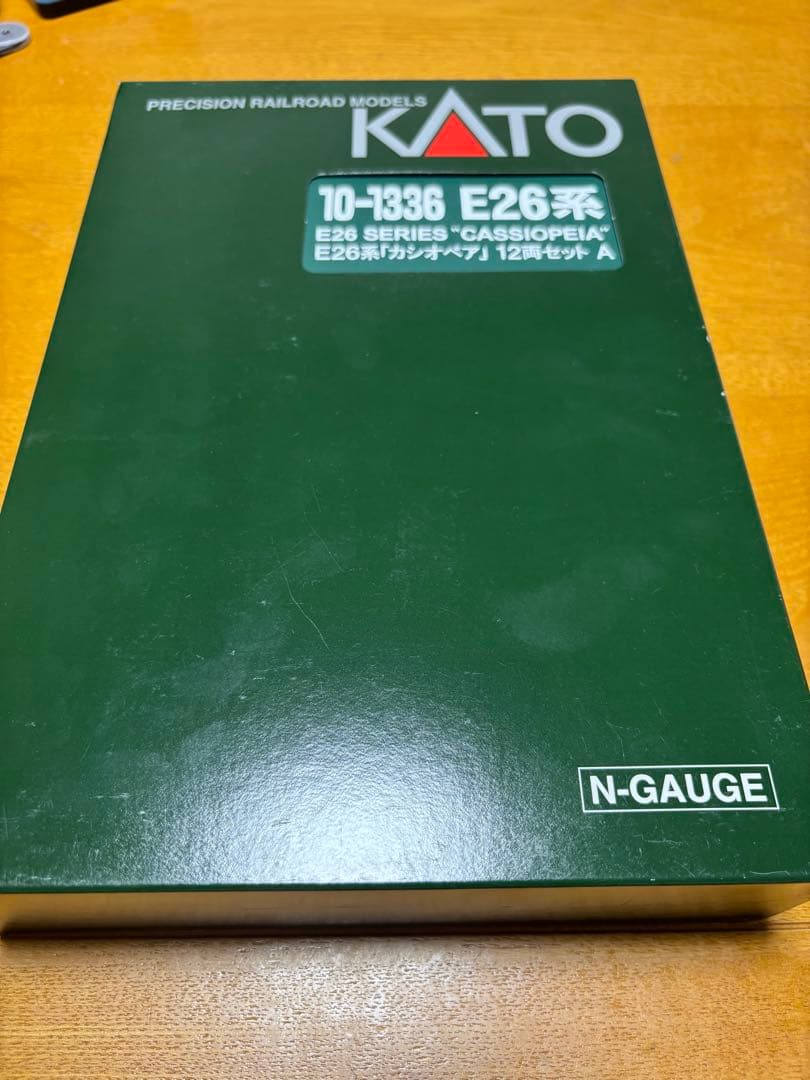 PRECISION RAILROAD MODELS
KATO
10-1336 E26系
E26 SERIES "CASSIOPEIA"
E26系「カシオペア」 12両セット A
N-GAUGE